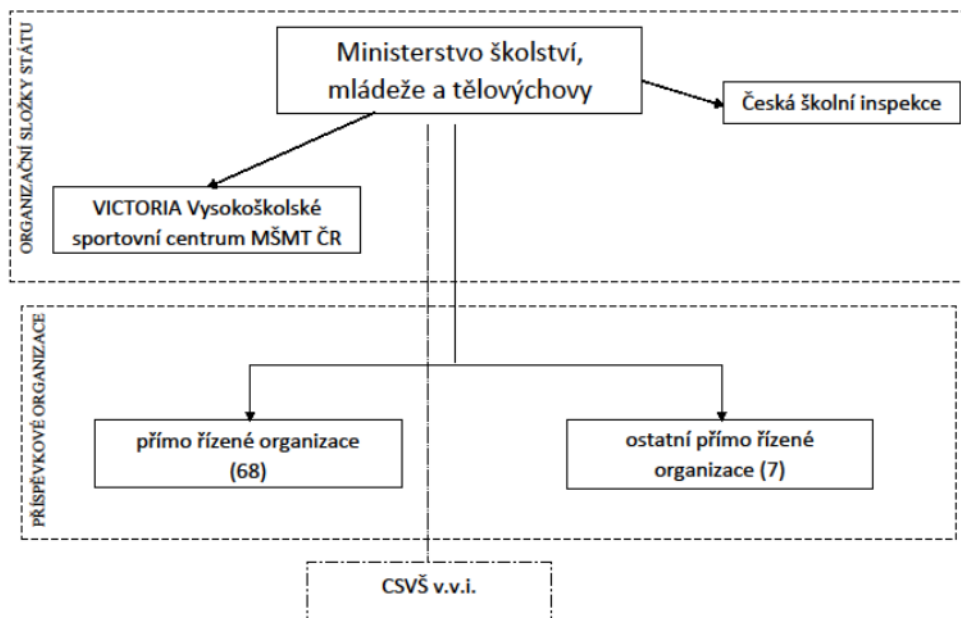 ORGANIZAČNÍ SLOŽKY STÁTU
Ministerstvo školství,
mládeže a tělovýchovy
Česká školní inspekce
VICTORIA Vysokoškolské
sportovní centrum MŠMT ČR
PŘÍSPĚVKOVÉ ORGANIZACE
přímo řízené organizace
(68)
ostatní přímo řízené
organizace (7)
CSVŠ v.v.i.